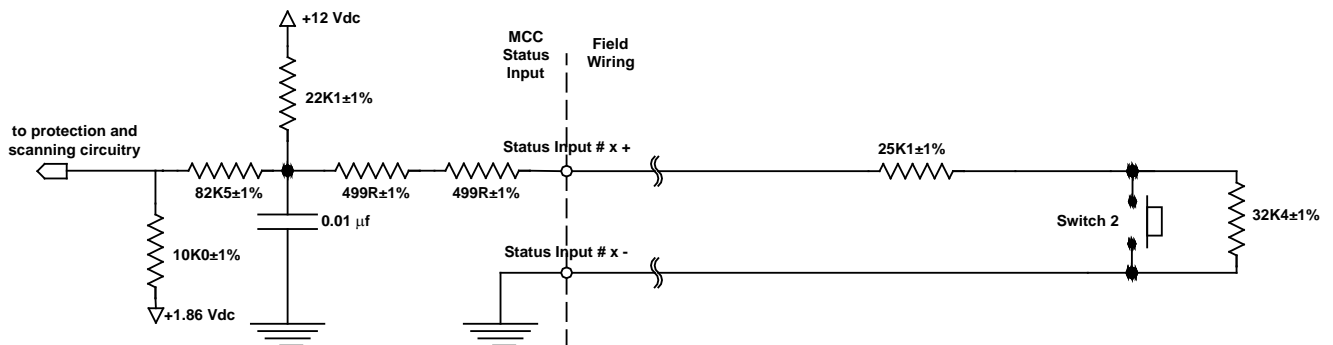 +12 Vdc
MCC
Status
Input
Field
Wiring
22K1±1%
to protection and
scanning circuitry
Status Input # x +
25K1±1%
82K5±1%
499R±1%
499R±1%
0.01 μf
Switch 2
32K4±1%
10K0±1%
Status Input # x -
+1.86 Vdc